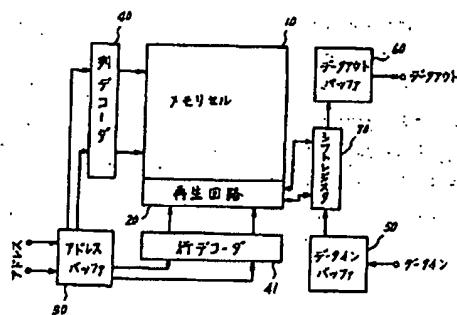 40
10
60
列デコーダ
メモリセル
データアウト
バッファ
データアウト
70
シフトレジスタ
再生回路
20
アドレス
アドレス
バッファ
30
行デコーダ
41
50
データイン
バッファ
データイン